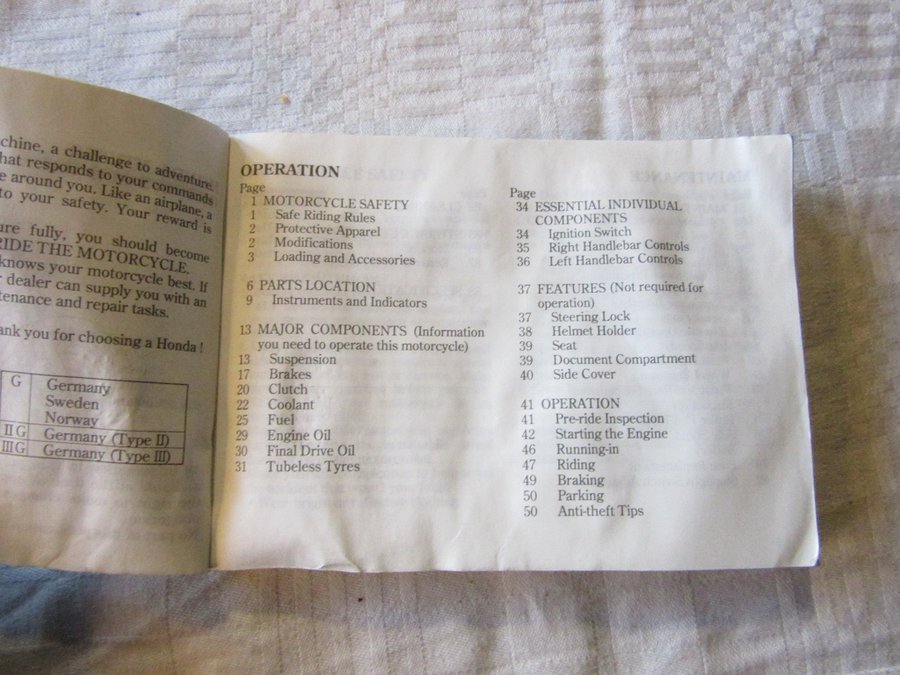 chine, a challenge to adventure.
hat responds to your commands
e around you. Like an airplane, a
to your safety. Your reward is
ure fully, you should become
RIDE THE MOTORCYCLE.
knows your motorcycle best. If
r dealer can supply you with an
tenance and repair tasks.
ank you for choosing a Honda !
G Germany
Sweden
Norway
II G Germany (Type II)
III G Germany (Type III)
OPERATION
Page
1 MOTORCYCLE SAFETY
1 Safe Riding Rules
2 Protective Apparel
2 Modifications
3 Loading and Accessories
6 PARTS LOCATION
9 Instruments and Indicators
13 MAJOR COMPONENTS (Information
you need to operate this motorcycle)
13 Suspension
17 Brakes
20 Clutch
22 Coolant
25 Fuel
29 Engine Oil
30 Final Drive Oil
31 Tubeless Tyres
Page
34 ESSENTIAL INDIVIDUAL
COMPONENTS
34 Ignition Switch
35 Right Handlebar Controls
36 Left Handlebar Controls
37 FEATURES (Not required for
operation)
37 Steering Lock
38 Helmet Holder
39 Seat
39 Document Compartment
40 Side Cover
41 OPERATION
41 Pre-ride Inspection
42 Starting the Engine
46 Running-in
47 Riding
49 Braking
50 Parking
50 Anti-theft Tips